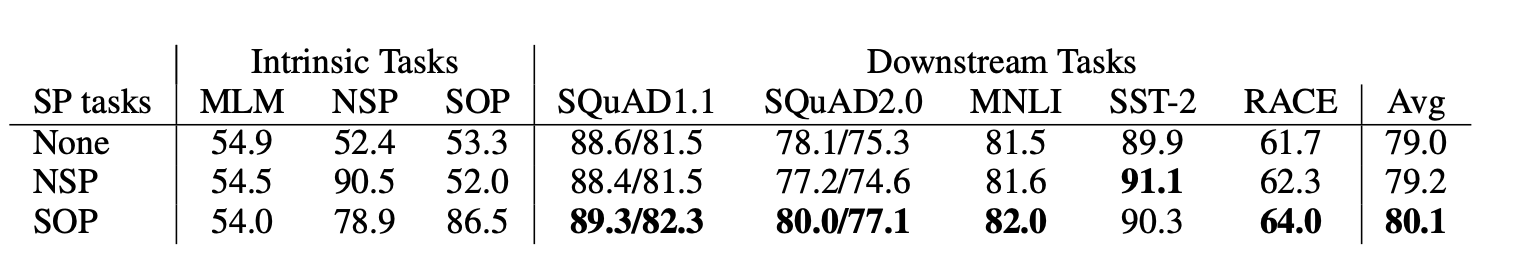 Intrinsic Tasks Downstream Tasks
SP tasks MLM NSP SOP SQuAD1.1 SQuAD2.0 MNLI SST-2 RACE Avg
None 54.9 52.4 53.3 88.6/81.5 78.1/75.3 81.5 89.9 61.7 79.0
NSP 54.5 90.5 52.0 88.4/81.5 77.2/74.6 81.6 91.1 62.3 79.2
SOP 54.0 78.9 86.5 89.3/82.3 80.0/77.1 82.0 90.3 64.0 80.1